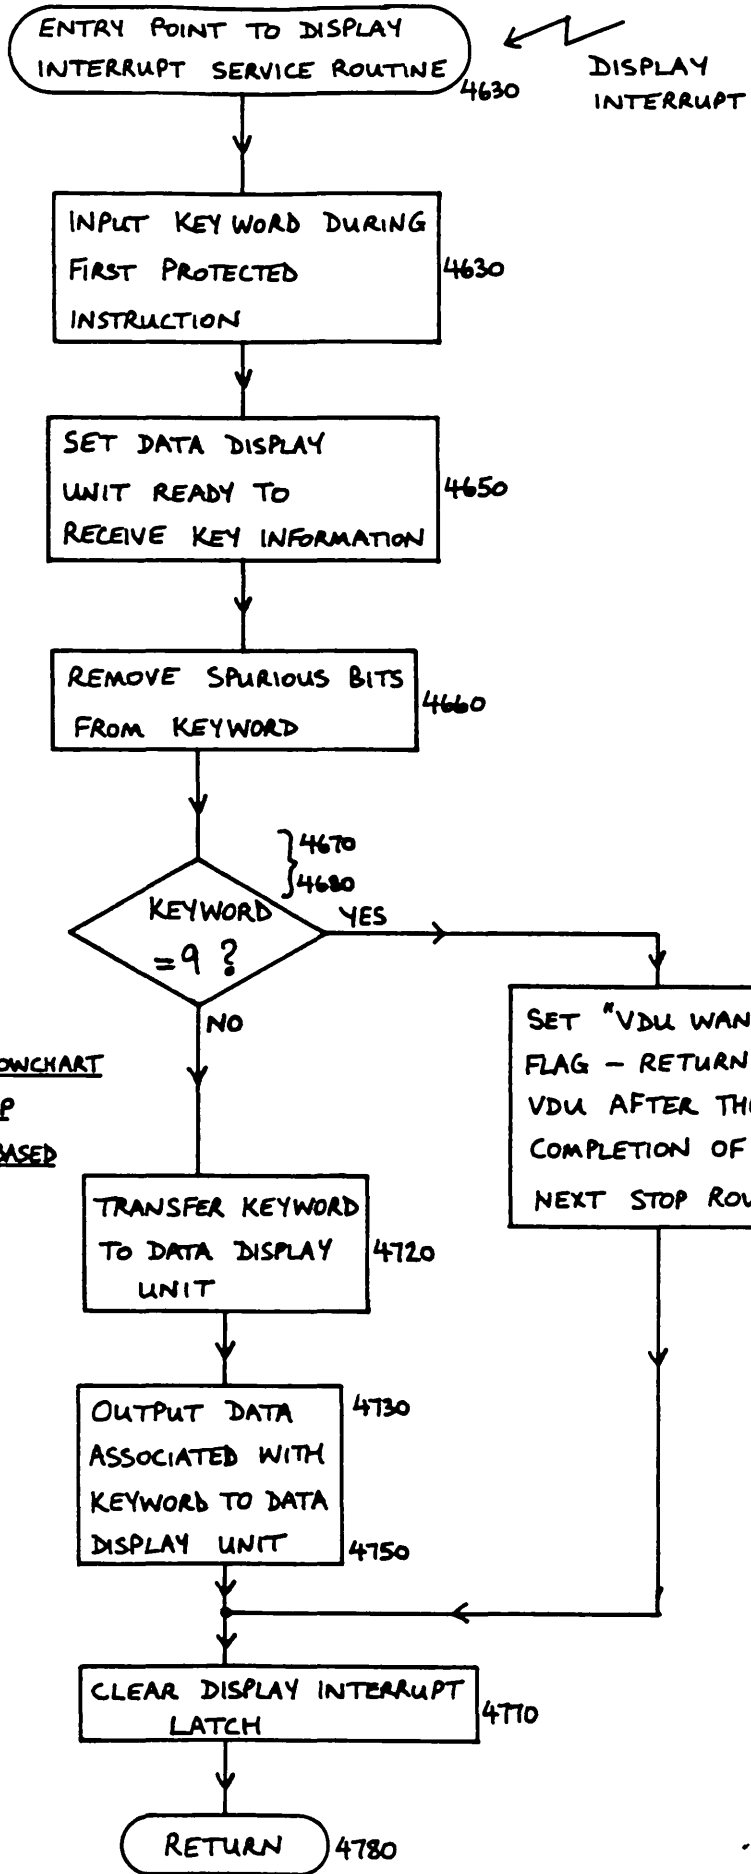 ENTRY POINT TO DISPLAY
INTERRUPT SERVICE ROUTINE
4630
DISPLAY
INTERRUPT
INPUT KEYWORD DURING
FIRST PROTECTED
INSTRUCTION
4630
SET DATA DISPLAY
UNIT READY TO
RECEIVE KEY INFORMATION
4650
REMOVE SPURIOUS BITS
FROM KEYWORD
4660
4670
4680
KEYWORD
=9 ?
YES
NO
SET "VDU
FLAG - RETURN
VDU AFTER
COMPLETION OF
NEXT STOP
TRANSFER KEYWORD
TO DATA DISPLAY
UNIT
4720
OUTPUT DATA
ASSOCIATED WITH
KEYWORD TO DATA
DISPLAY UNIT
4730
4750
CLEAR DISPLAY INTERRUPT
LATCH
4770
RETURN
4780